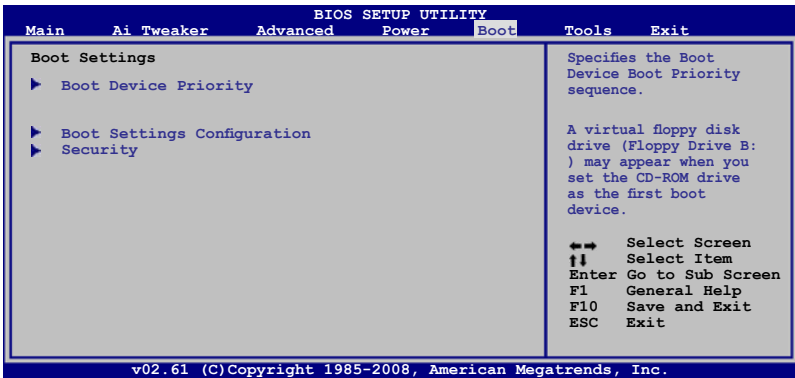 BIOS SETUP UTILITY
Main Ai Tweaker Advanced Power Boot Tools Exit
Boot Settings
Boot Device Priority
Boot Settings Configuration
Security
Specifies the Boot
Device Boot Priority
sequence.
A virtual floppy disk
drive (Floppy Drive B:
) may appear when you
set the CD-ROM drive
as the first boot
device.
←→ Select Screen
↑↓ Select Item
Enter Go to Sub Screen
F1 General Help
F10 Save and Exit
ESC Exit
v02.61 (C)Copyright 1985-2008, American Megatrends, Inc.